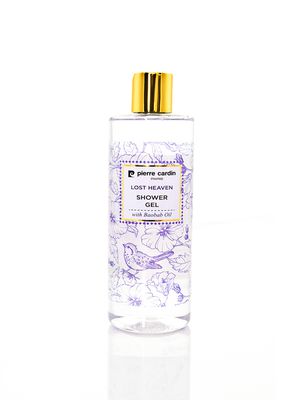 pierre cardin
PARIS
LOST HEAVEN
SHOWER
GEL
with Baobab Oil